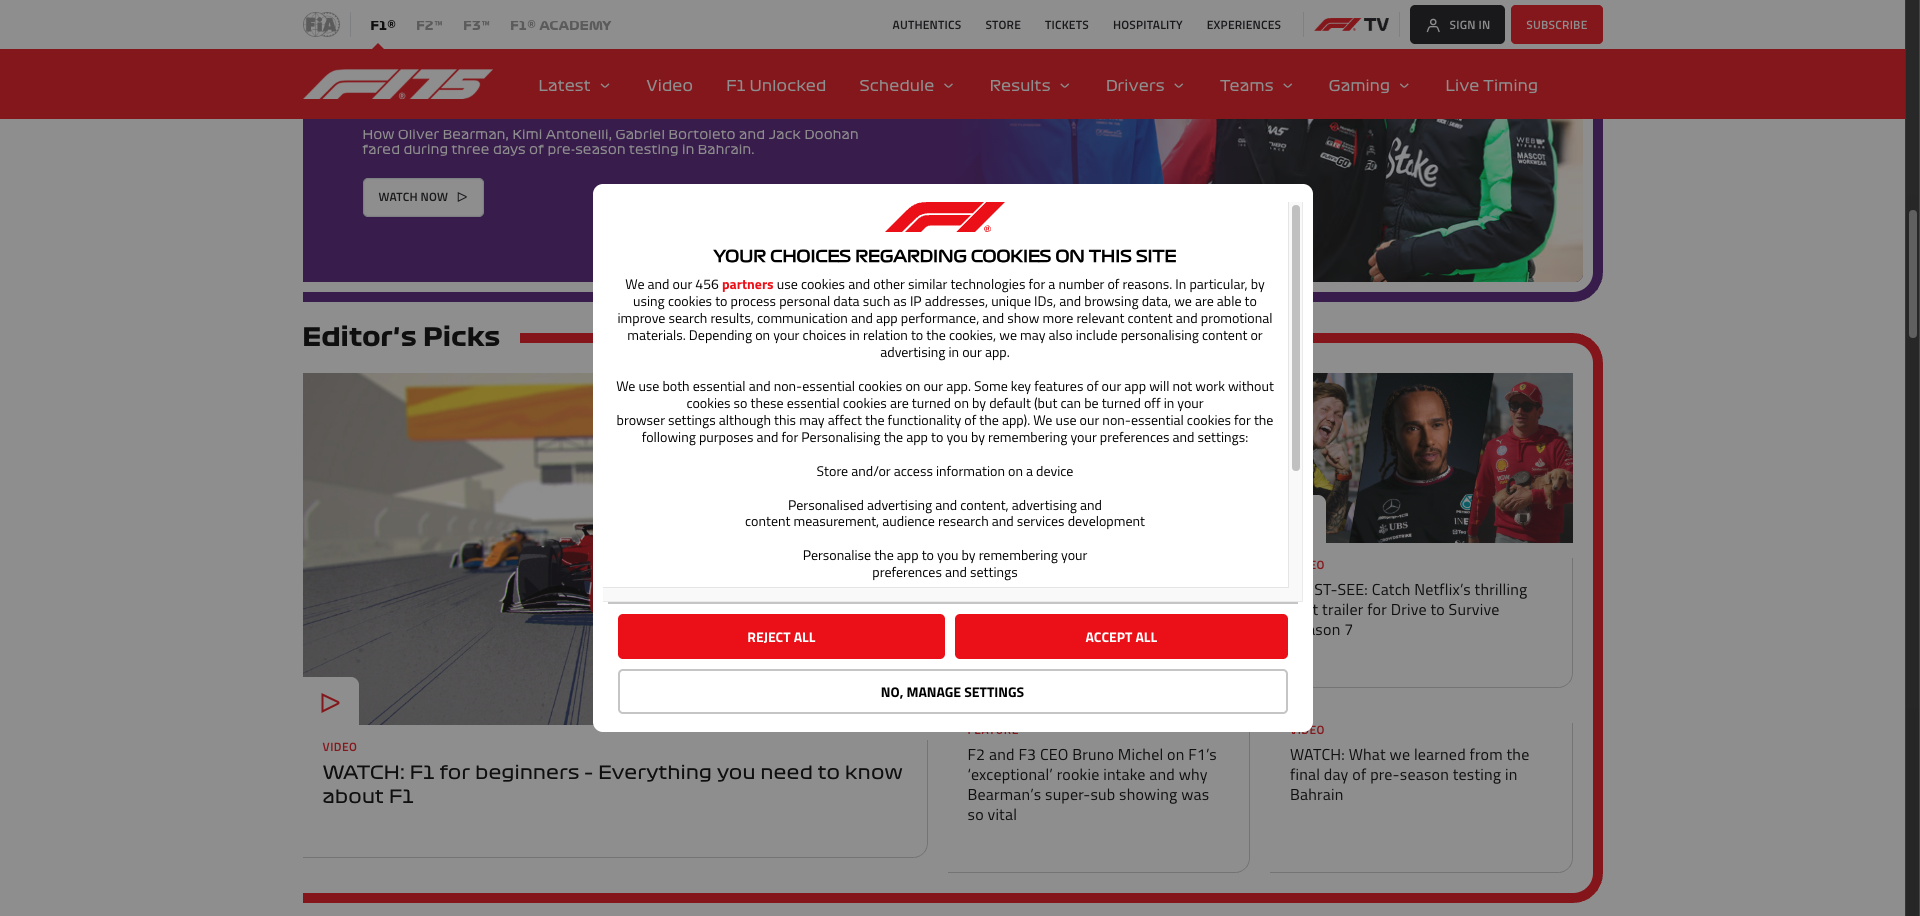 FiA F1® F2™ F3™ F1® ACADEMY AUTHENTICS STORE TICKETS HOSPITALITY EXPERIENCES F1 TV SIGN IN SUBSCRIBE
F175 Latest Video F1 Unlocked Schedule Results Drivers Teams Gaming Live Timing
How Oliver Bearman, Kimi Antonelli, Gabriel Bortoleto and Jack Doohan
fared during three days of pre-season testing in Bahrain.
WATCH NOW
Stake
WEB
MASCOT
WORKWEAR
F1®
YOUR CHOICES REGARDING COOKIES ON THIS SITE
We and our 456 partners use cookies and other similar technologies for a number of reasons. In particular, by
using cookies to process personal data such as IP addresses, unique IDs, and browsing data, we are able to
improve search results, communication and app performance, and show more relevant content and promotional
materials. Depending on your choices in relation to the cookies, we may also include personalising content or
advertising in our app.
We use both essential and non-essential cookies on our app. Some key features of our app will not work without
cookies so these essential cookies are turned on by default (but can be turned off in your
browser settings although this may affect the functionality of the app). We use our non-essential cookies for the
following purposes and for Personalising the app to you by remembering your preferences and settings:
Store and/or access information on a device
Personalised advertising and content, advertising and
content measurement, audience research and services development
Personalise the app to you by remembering your
preferences and settings
REJECT ALL
ACCEPT ALL
NO, MANAGE SETTINGS
Editor's Picks
UBS
VIDEO
WATCH: F1 for beginners - Everything you need to know
about F1
FEATURE
F2 and F3 CEO Bruno Michel on F1's
‘exceptional’ rookie intake and why
Bearman's super-sub showing was
so vital
EO
ST-SEE: Catch Netflix's thrilling
t trailer for Drive to Survive
son 7
VIDEO
WATCH: What we learned from the
final day of pre-season testing in
Bahrain